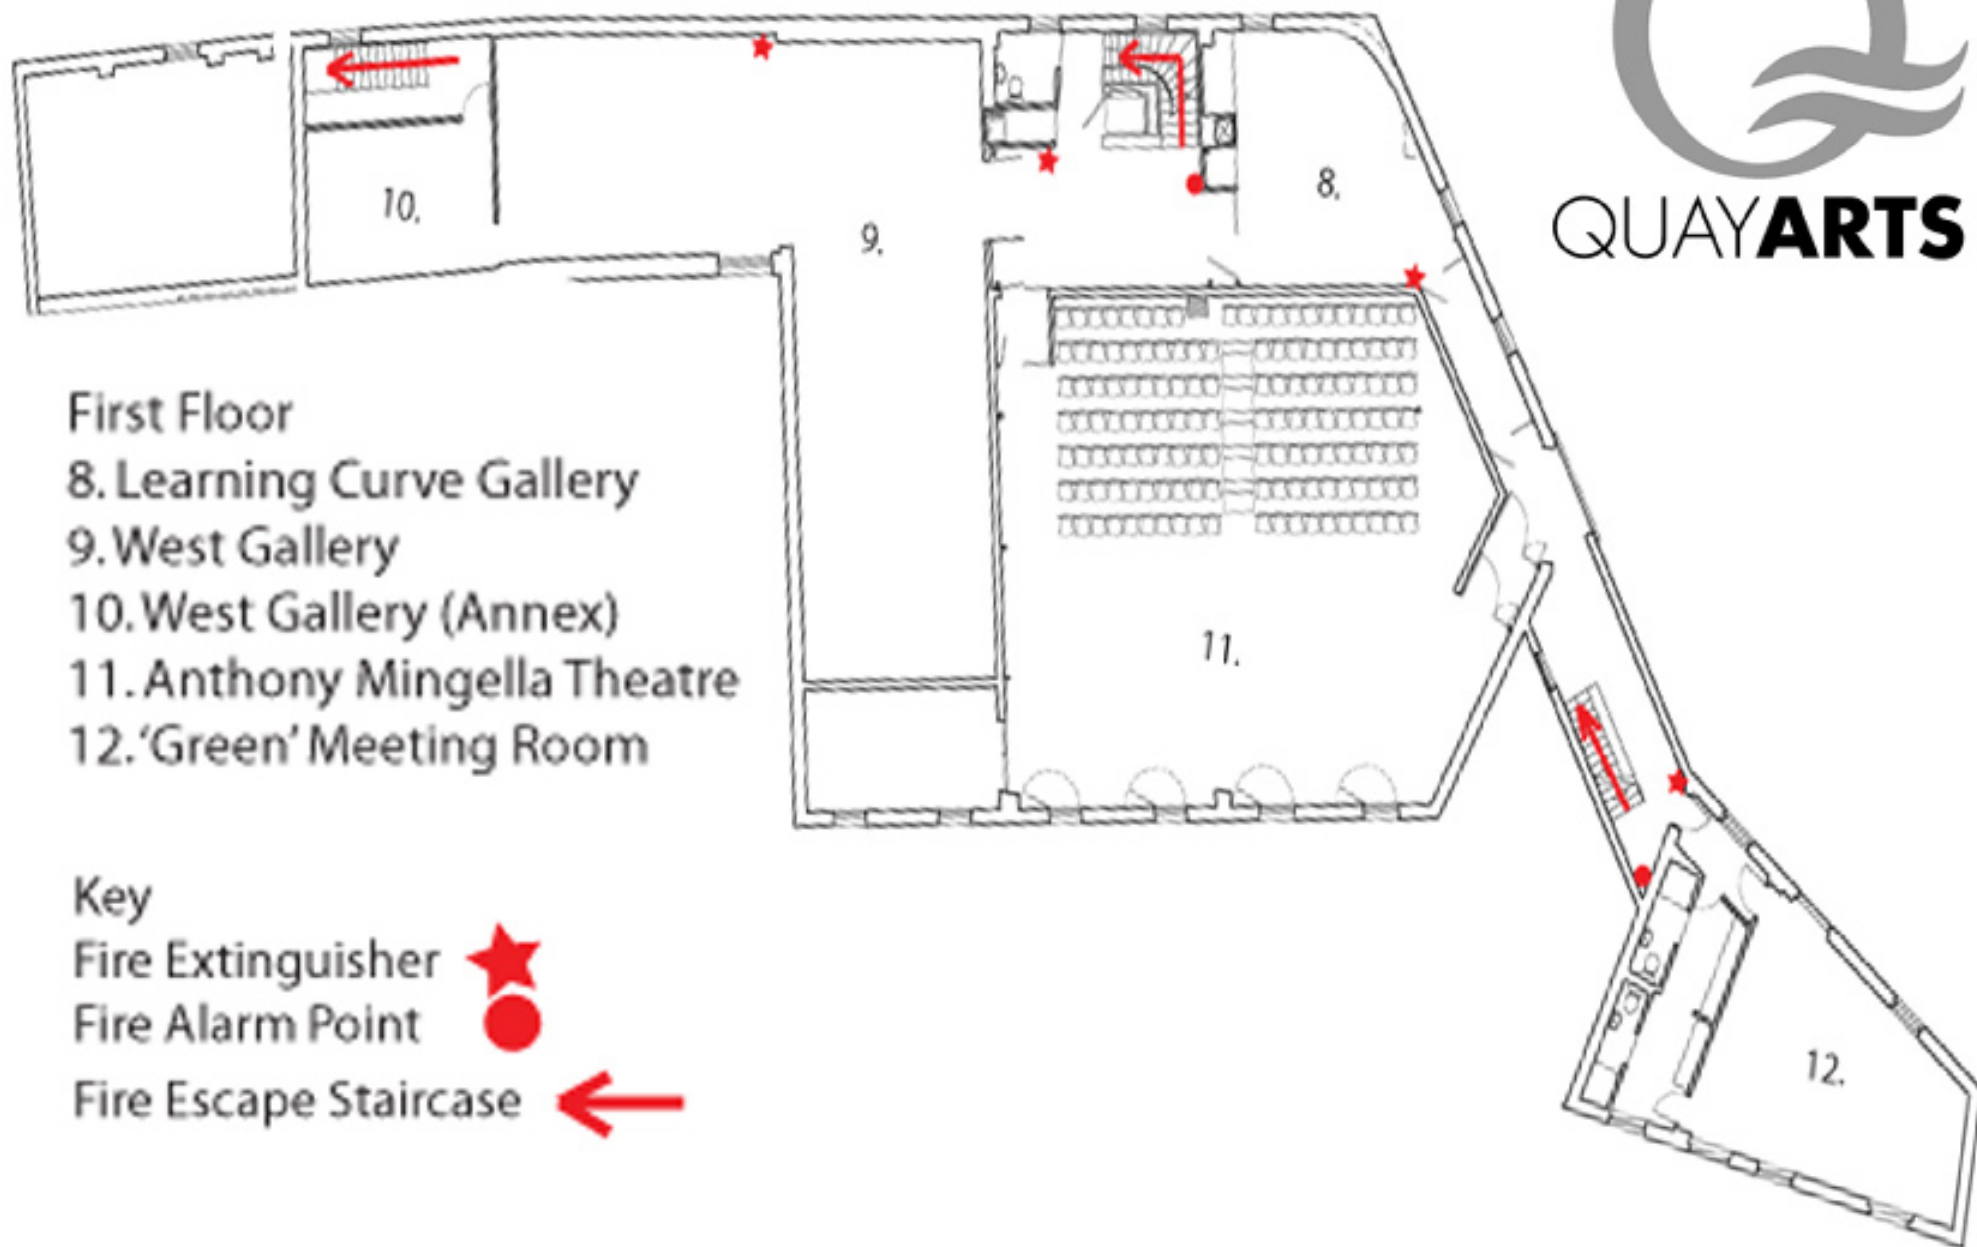 10.
9.
8.
QUAYARTS
First Floor
8. Learning Curve Gallery
9. West Gallery
10. West Gallery (Annex)
11. Anthony Mingella Theatre
12. ‘Green’ Meeting Room
11.
Key
Fire Extinguisher
Fire Alarm Point
Fire Escape Staircase
12.